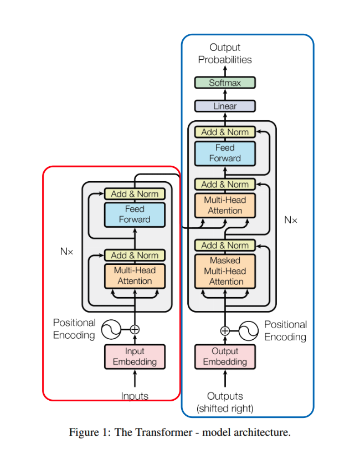 Output
Probabilities
Softmax
Linear
Add & Norm
Feed
Forward
Add & Norm
Multi-Head
Attention
Nx
Add & Norm
Masked
Multi-Head
Attention
Positional
Encoding
Output
Embedding
Outputs
(shifted right)
Add & Norm
Feed
Forward
Nx
Add & Norm
Multi-Head
Attention
Positional
Encoding
Input
Embedding
Inputs
Figure 1: The Transformer - model architecture.